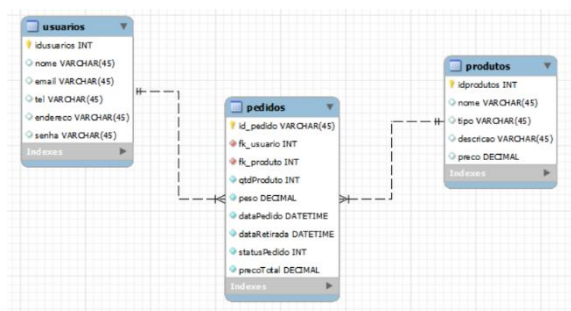 usuarios
idusuarios INT
nome VARCHAR(45)
email VARCHAR(45)
tel VARCHAR(45)
endereco VARCHAR(45)
senha VARCHAR(45)
Indexes
pedidos
id_pedido VARCHAR(45)
fk_usuario INT
fk_produto INT
qtdProduto INT
peso DECIMAL
dataPedido DATETIME
dataRetirada DATETIME
statusPedido INT
precoTotal DECIMAL
Indexes
produtos
idprodutos INT
nome VARCHAR(45)
tipo VARCHAR(45)
descricao VARCHAR(45)
preco DECIMAL
Indexes